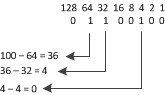 128 64 32 16 8 4 2 1
0 1 1 0 0 1 0 0
100 – 64 = 36
36 – 32 = 4
4 – 4 = 0